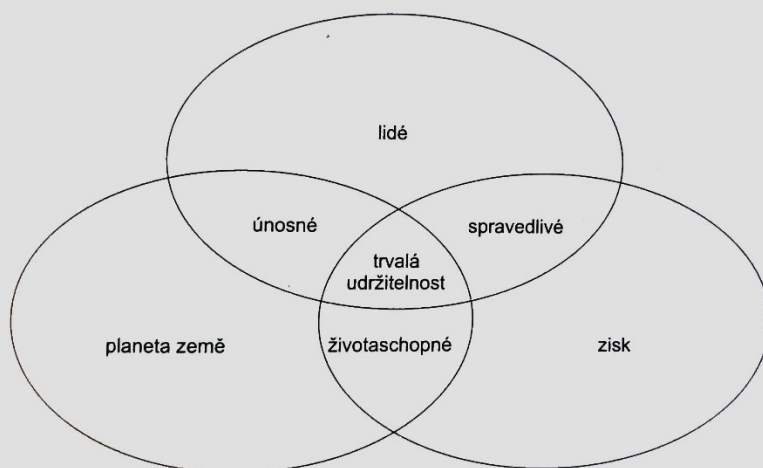 lidé
únosné
spravedlivé
trvalá
udržitelnost
planeta země
životaschopné
zisk